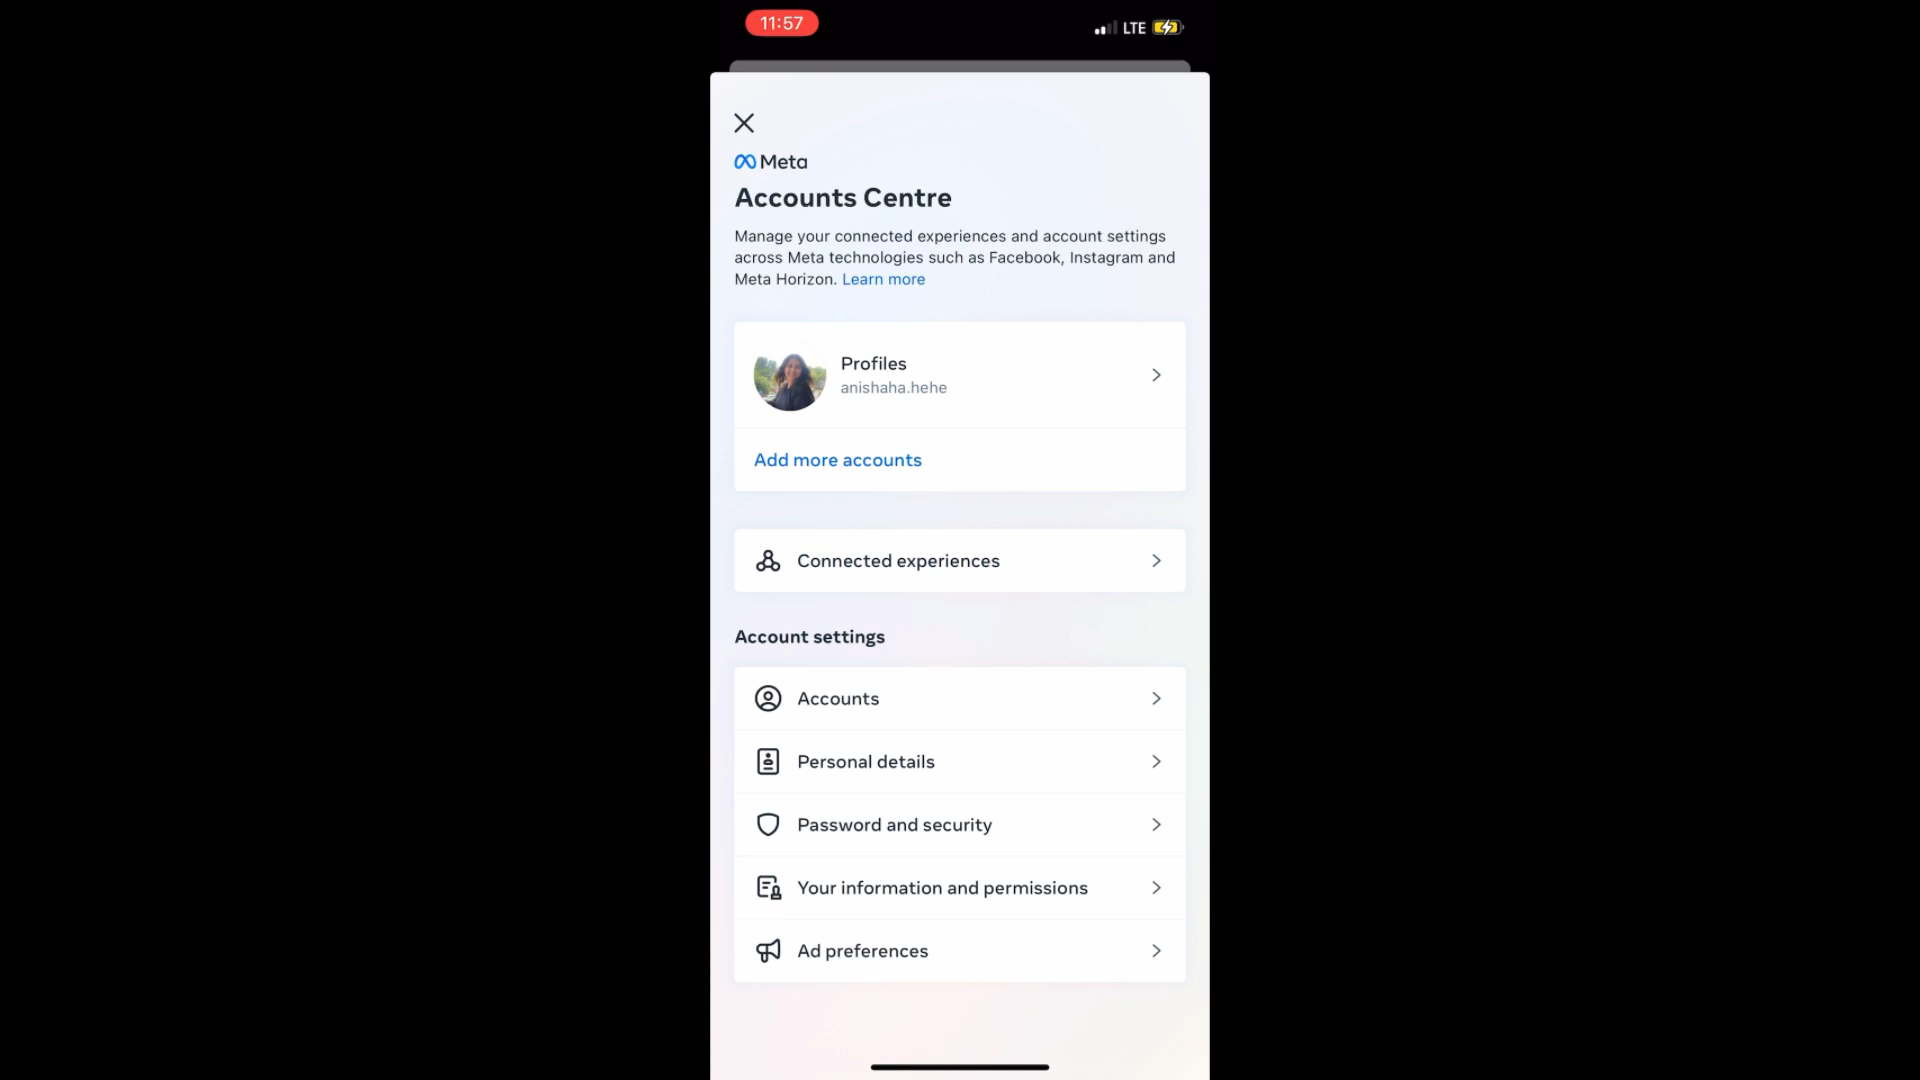 11:57
LTE
Meta
Accounts Centre
Manage your connected experiences and account settings
across Meta technologies such as Facebook, Instagram and
Meta Horizon. Learn more
Profiles
anishaha.hehe
Add more accounts
Connected experiences
Account settings
Accounts
Personal details
Password and security
Your information and permissions
Ad preferences